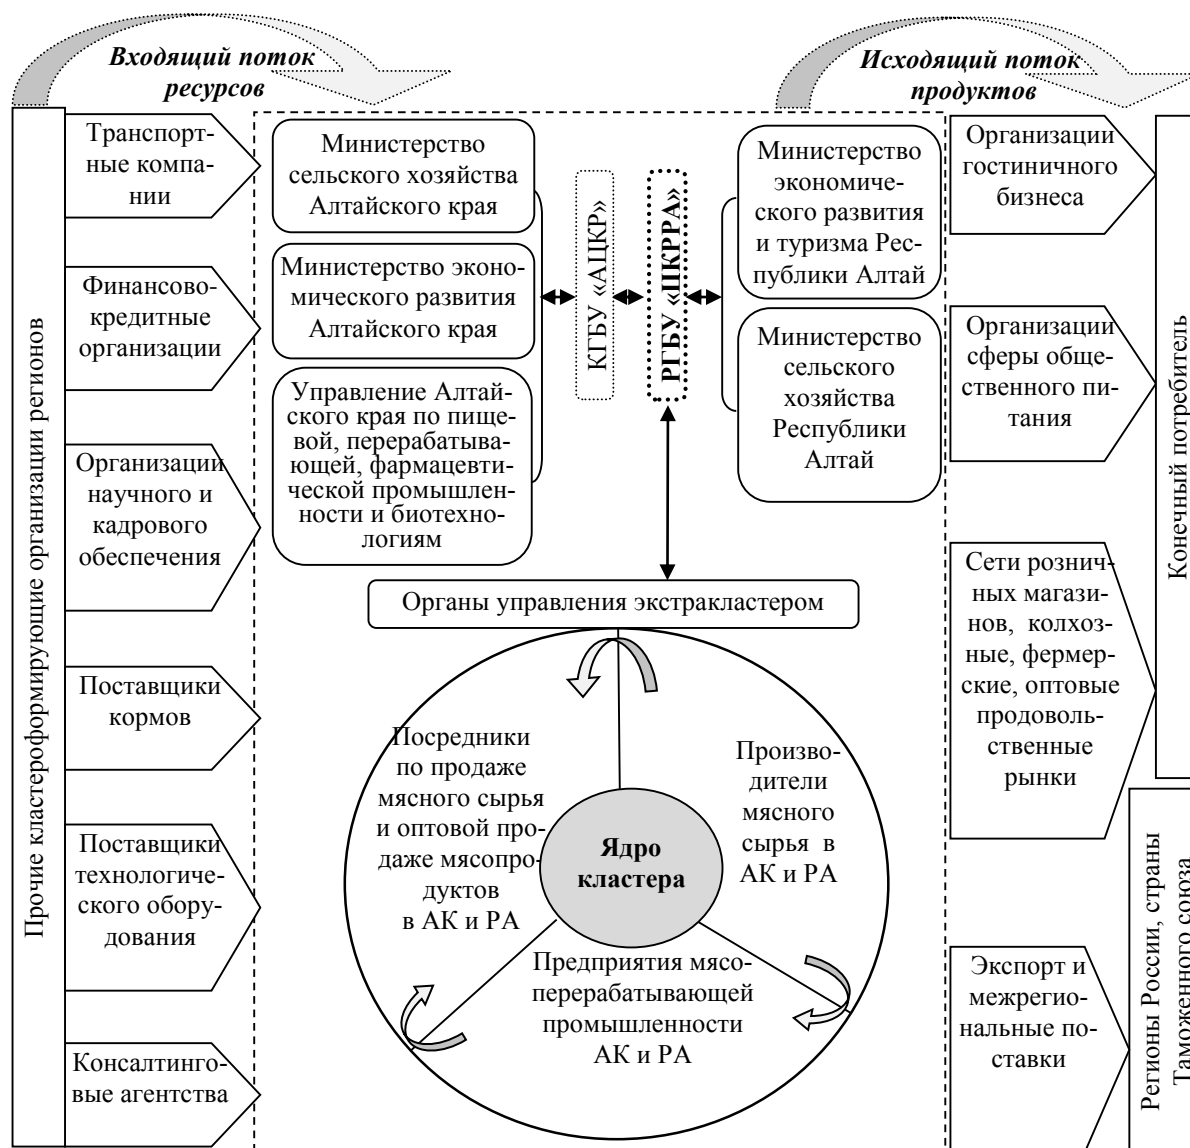 Входящий поток
ресурсов
Исходящий поток
продуктов
Прочие кластероформирующие организации регионов
Транспорт-
ные компа-
нии
Финансово-
кредитные
организации
Организации
научного и
кадрового
обеспечения
Поставщики
кормов
Поставщики
технологиче-
ского обору-
дования
Консалтинго-
вые агентства
Министерство
сельского хозяйства
Алтайского края
Министерство эконо-
мического развития
Алтайского края
Управление Алтай-
ского края по пище-
вой, перерабатыва-
ющей, фармацевти-
ческой промышлен-
ности и биотехно-
логиям
КГБУ «АЦКР»
РГБУ «ЦКРРА»
Министерство
экономиче-
ского развития
и туризма Рес-
публики Алтай
Министерство
сельского
хозяйства
Республики
Алтай
Органы управления экстракластером
Посредники
по продаже
мясного сырья
и оптовой про-
даже мясопро-
дуктов
в АК и РА
Произво-
дители
мясного
сырья в
АК и РА
Ядро
кластера
Предприятия мясо-
перерабатывающей
промышленности
АК и РА
Организации
гостиничного
бизнеса
Организации
сферы обще-
ственного пи-
тания
Сети рознич-
ных магази-
нов, колхоз-
ные, фермер-
ские, оптовые
продоволь-
ственные
рынки
Экспорт и
межрегио-
нальные по-
ставки
Конечный потребитель
Регионы России, страны
Таможенного союза